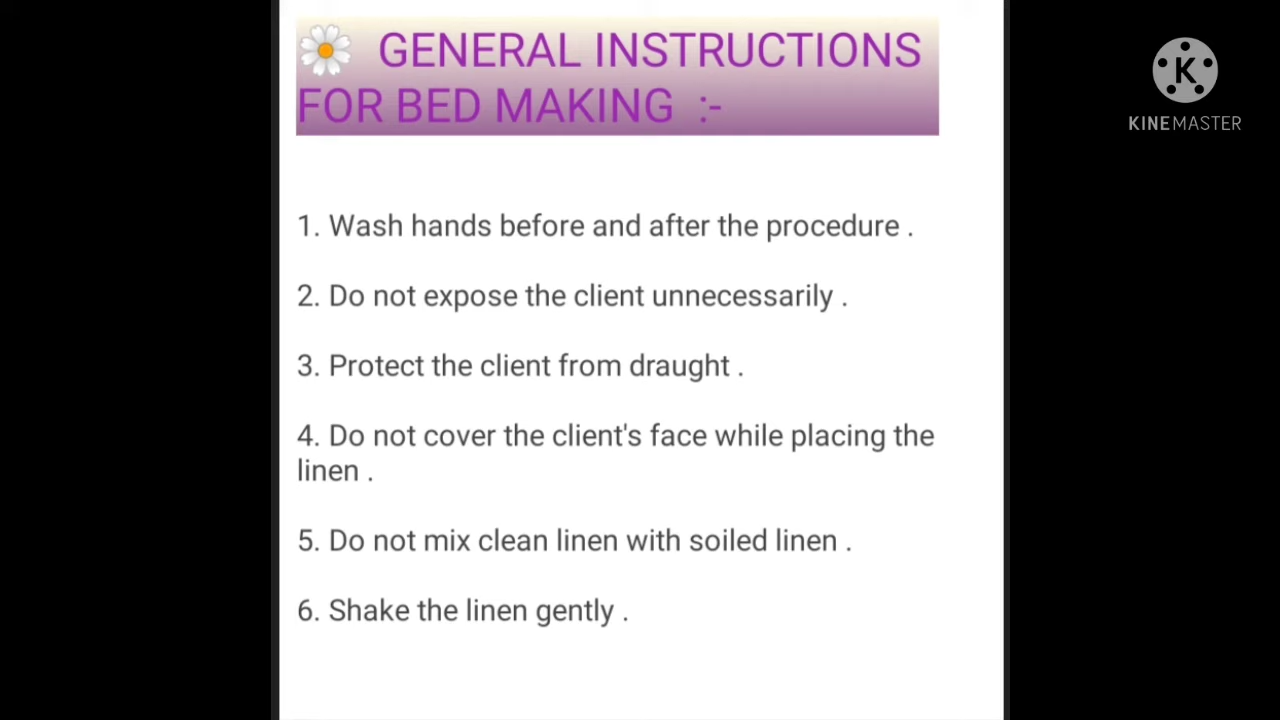 🌼 GENERAL INSTRUCTIONS
FOR BED MAKING :-
K
KINEMASTER
1. Wash hands before and after the procedure .
2. Do not expose the client unnecessarily .
3. Protect the client from draught .
4. Do not cover the client's face while placing the
linen .
5. Do not mix clean linen with soiled linen .
6. Shake the linen gently .